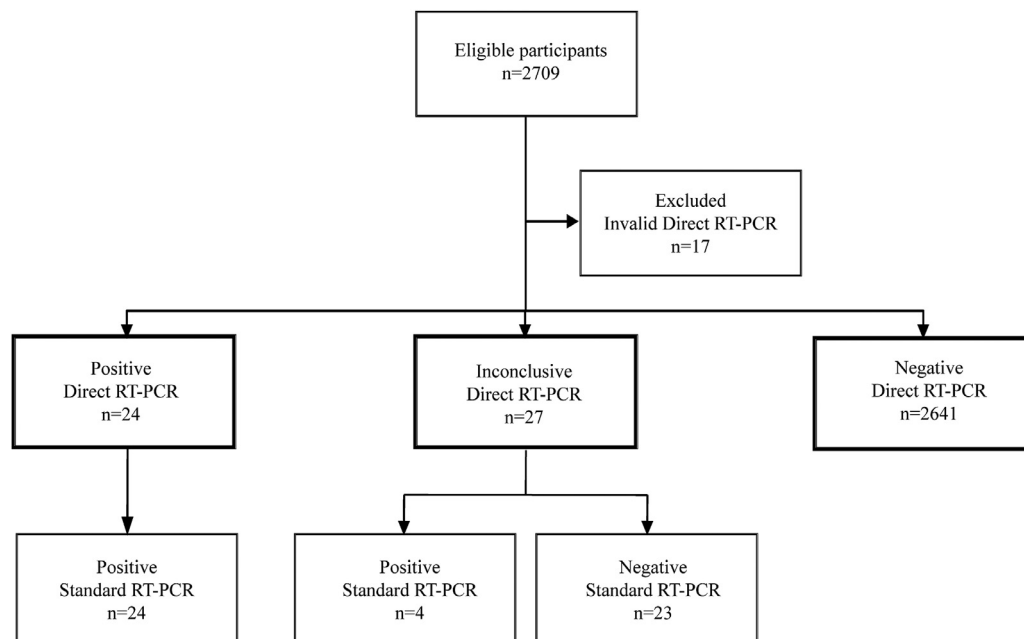 Eligible participants
n=2709
Excluded
Invalid Direct RT-PCR
n=17
Positive
Direct RT-PCR
n=24
Inconclusive
Direct RT-PCR
n=27
Negative
Direct RT-PCR
n=2641
Positive
Standard RT-PCR
n=24
Positive
Standard RT-PCR
n=4
Negative
Standard RT-PCR
n=23